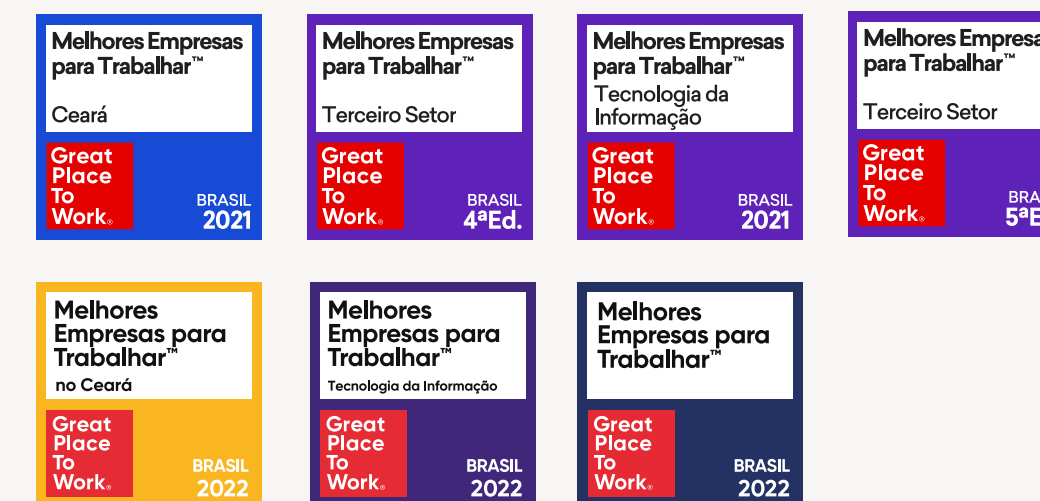 Melhores Empresas
para Trabalhar™
Ceará
Great
Place
To
Work®
BRASIL
2021
Melhores Empresas
para Trabalhar™
Terceiro Setor
Great
Place
To
Work®
BRASIL
4ªEd.
Melhores Empresas
para Trabalhar™
Tecnologia da
Informação
Great
Place
To
Work®
BRASIL
2021
Melhores Empresa
para Trabalhar™
Terceiro Setor
Great
Place
To
Work®
BRA
5ªE
Melhores
Empresas para
Trabalhar™
no Ceará
Great
Place
To
Work®
BRASIL
2022
Melhores
Empresas para
Trabalhar™
Tecnologia da Informação
Great
Place
To
Work®
BRASIL
2022
Melhores
Empresas para
Trabalhar™
Great
Place
To
Work®
BRASIL
2022